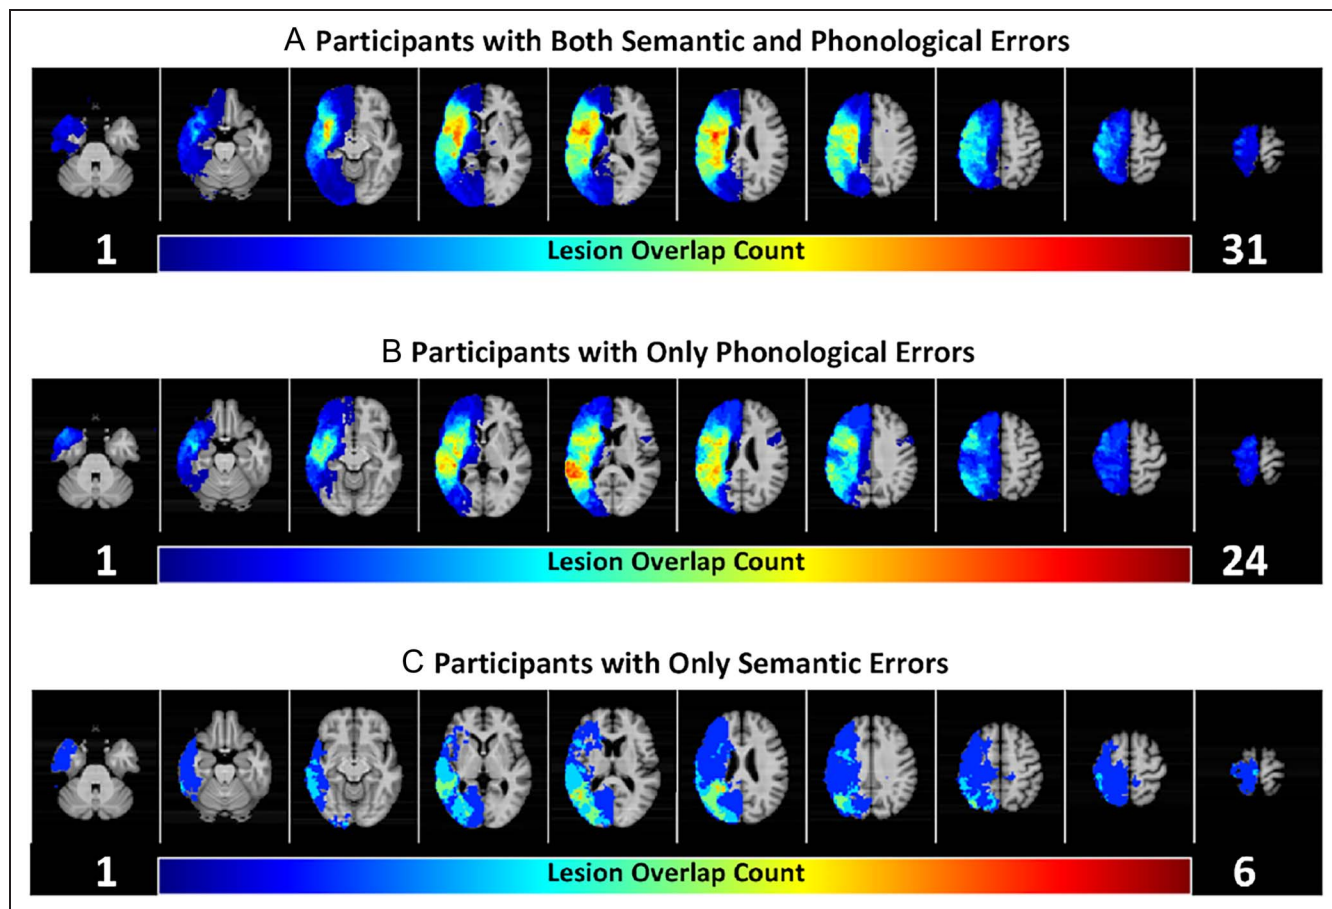 A Participants with Both Semantic and Phonological Errors
1 Lesion Overlap Count 31
B Participants with Only Phonological Errors
1 Lesion Overlap Count 24
C Participants with Only Semantic Errors
1 Lesion Overlap Count 6